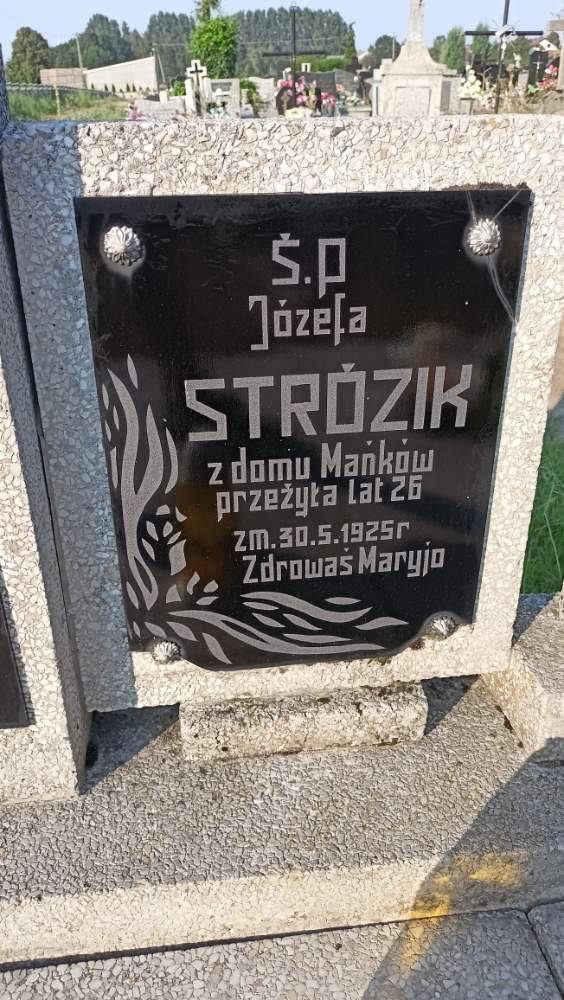 Ś.P
Józefa
STRÓZIK
z domu Mańków
przeżyła lat 26
zm. 30.5.1925r
Zdrowaś Maryjo